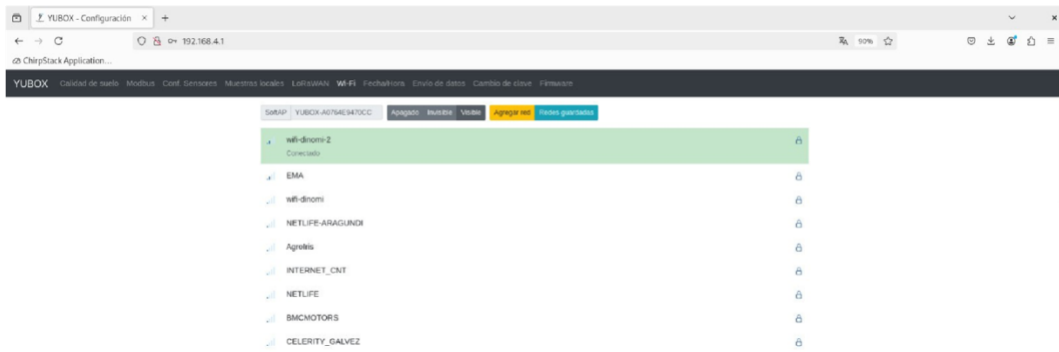 YUBOX - Configuración
192.168.4.1
90%
ChirpStack Application...
YUBOX Calidad de suelo Modbus Conf. Sensores Muestras locales LoRaWAN Wi-Fi Fecha/Hora Envío de datos Cambio de clave Firmware
SoftAP YUBOX-A0764E9470CC Apagado Invisible Visible Agregar red Redes guardadas
wifi-dinomi-2
Conectado
EMA
wifi-dinomi
NETLIFE-ARAGUNDI
INTERNET_CNT
NETLIFE
BMCMOTORS
CELERITY_GALVEZ